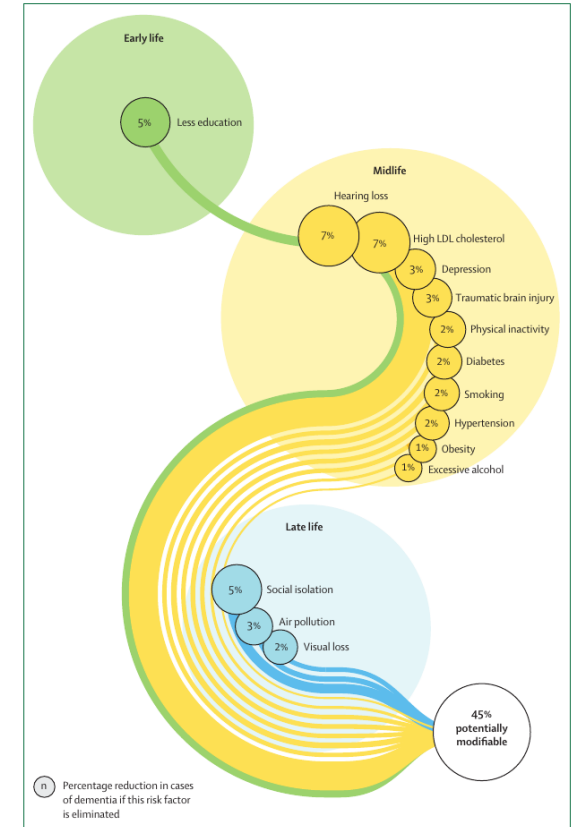 Early life
5%
Less education
Midlife
Hearing loss
7%
7%
High LDL cholesterol
3%
Depression
3%
Traumatic brain injury
2%
Physical inactivity
2%
Diabetes
2%
Smoking
2%
Hypertension
1%
Obesity
1%
Excessive alcohol
Late life
5%
Social isolation
3%
Air pollution
2%
Visual loss
45%
potentially
modifiable
n
Percentage reduction in cases
of dementia if this risk factor
is eliminated